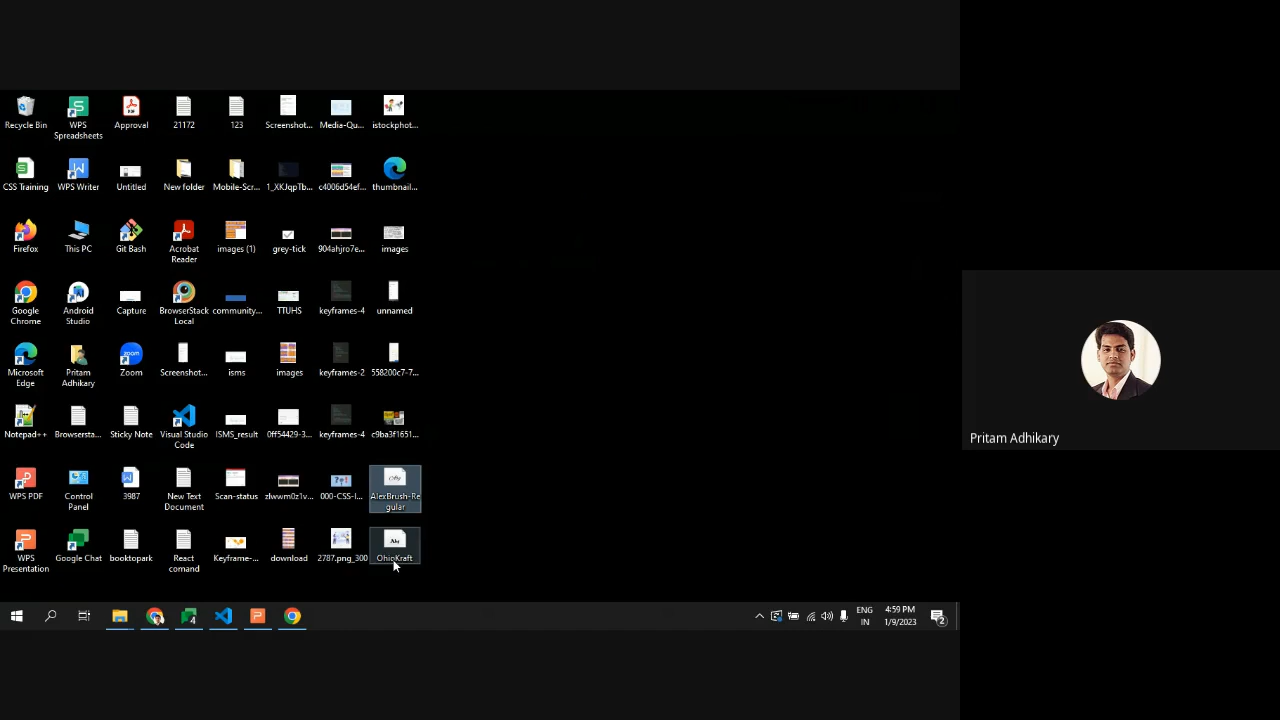 Recycle Bin
WPS Spreadsheets
Approval
21172
123
Screenshot...
Media-Qu...
istockphot...
CSS Training
WPS Writer
Untitled
New folder
Mobile-Scr...
1_XKJqpTb...
c4006d54ef...
thumbnail...
Firefox
This PC
Git Bash
Acrobat Reader
images (1)
grey-tick
904ahjro7e...
images
Google Chrome
Android Studio
Capture
BrowserStack Local
community...
TTUHS
keyframes-4
unnamed
Microsoft Edge
Pritam Adhikary
Zoom
Screenshot...
isms
images
keyframes-2
558200c7-7...
Notepad++
Browsersta...
Sticky Note
Visual Studio Code
ISMS_result
0ff54429-3...
keyframes-4
c9ba3f1651...
WPS PDF
Control Panel
3987
New Text Document
Scan-status
zlwwm0z1v...
000-CSS-I...
AlexBrush-Regular
WPS Presentation
Google Chat
booktopark
React comand
Keyframe-...
download
2787.png_300
OhioKraft
ENG
IN
4:59 PM
1/9/2023
Pritam Adhikary